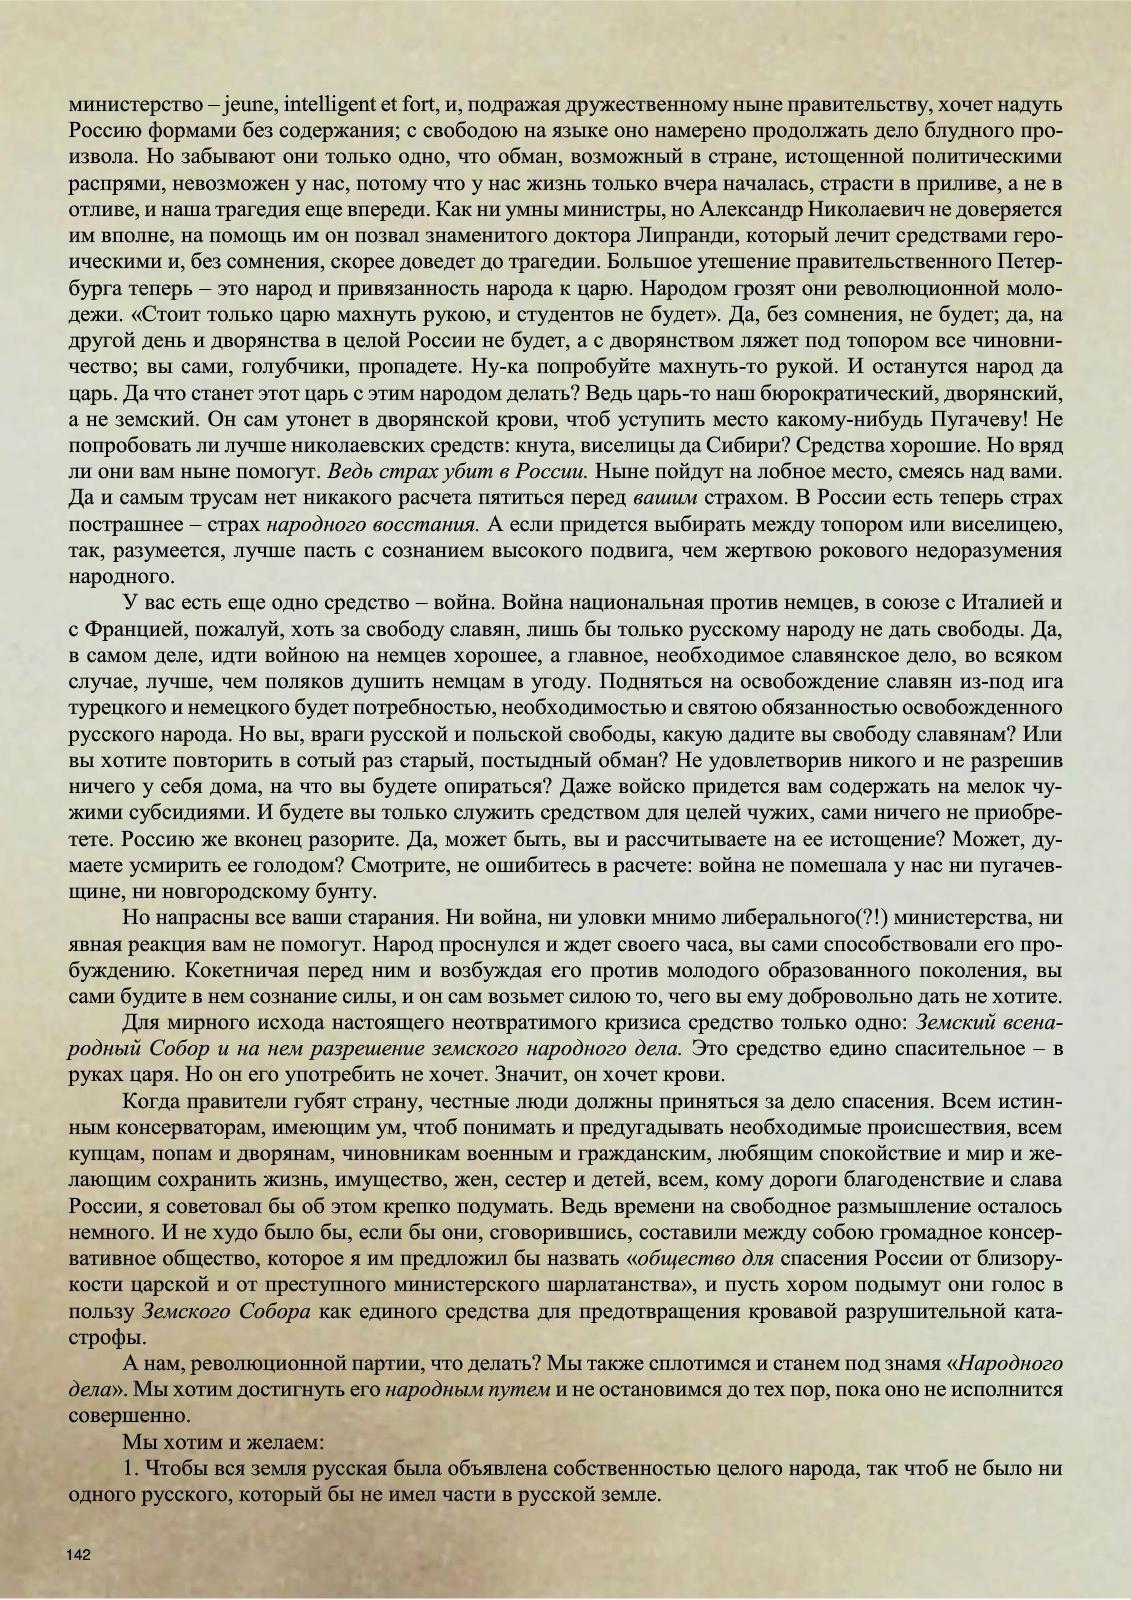 министерство – jeune, intelligent et fort, и, подражая дружественному ныне правительству, хочет надуть
Россию формами без содержания; с свободою на языке оно намерено продолжать дело блудного про-
извола. Но забывают они только одно, что обман, возможный в стране, истощенной политическими
распрями, невозможен у нас, потому что у нас жизнь только вчера началась, страсти в приливе, а не в
отливе, и наша трагедия еще впереди. Как ни умны министры, но Александр Николаевич не доверяется
им вполне, на помощь им он позвал знаменитого доктора Липранди, который лечит средствами геро-
ическими и, без сомнения, скорее доведет до трагедии. Большое утешение правительственного Петер-
бурга теперь – это народ и привязанность народа к царю. Народом грозят они революционной моло-
дежи. «Стоит только царю махнуть рукою, и студентов не будет». Да, без сомнения, не будет; да, на
другой день и дворянства в целой России не будет, а с дворянством ляжет под топором все чиновни-
чество; вы сами, голубчики, пропадете. Ну-ка попробуйте махнуть-то рукой. И останутся народ да
царь. Да что станет этот царь с этим народом делать? Ведь царь-то наш бюрократический, дворянский,
а не земский. Он сам утонет в дворянской крови, чтоб уступить место какому-нибудь Пугачеву! Не
попробовать ли лучше николаевских средств: кнута, виселицы да Сибири? Средства хорошие. Но вряд
ли они вам ныне помогут. Ведь страх убит в России. Ныне пойдут на лобное место, смеясь над вами.
Да и самым трусам нет никакого расчета пятиться перед вашим страхом. В России есть теперь страх
пострашнее – страх народного восстания. А если придется выбирать между топором или виселицею,
так, разумеется, лучше пасть с сознанием высокого подвига, чем жертвою рокового недоразумения
народного.
У вас есть еще одно средство – война. Война национальная против немцев, в союзе с Италией и
с Францией, пожалуй, хоть за свободу славян, лишь бы только русскому народу не дать свободы. Да,
в самом деле, идти войною на немцев хорошее, а главное, необходимое славянское дело, во всяком
случае, лучше, чем поляков душить немцам в угоду. Подняться на освобождение славян из-под ига
турецкого и немецкого будет потребностью, необходимостью и святою обязанностью освобожденного
русского народа. Но вы, враги русской и польской свободы, какую дадите вы свободу славянам? Или
вы хотите повторить в сотый раз старый, постыдный обман? Не удовлетворив никого и не разрешив
ничего у себя дома, на что вы будете опираться? Даже войско придется вам содержать на мелок чу-
жими субсидиями. И будете вы только служить средством для целей чужих, сами ничего не приобре-
тете. Россию же вконец разорите. Да, может быть, вы и рассчитываете на ее истощение? Может, ду-
маете усмирить ее голодом? Смотрите, не ошибитесь в расчете: война не помешала у нас ни пугачев-
щине, ни новгородскому бунту.
Но напрасны все ваши старания. Ни война, ни уловки мнимо либерального(?!) министерства, ни
явная реакция вам не помогут. Народ проснулся и ждет своего часа, вы сами способствовали его про-
буждению. Кокетничая перед ним и возбуждая его против молодого образованного поколения, вы
сами будите в нем сознание силы, и он сам возьмет силою то, чего вы ему добровольно дать не хотите.
Для мирного исхода настоящего неотвратимого кризиса средство только одно: Земский всена-
родный Собор и на нем разрешение земского народного дела. Это средство едино спасительное – в
руках царя. Но он его употребить не хочет. Значит, он хочет крови.
Когда правители губят страну, честные люди должны приняться за дело спасения. Всем истин-
ным консерваторам, имеющим ум, чтоб понимать и предугадывать необходимые происшествия, всем
купцам, попам и дворянам, чиновникам военным и гражданским, любящим спокойствие и мир и же-
лающим сохранить жизнь, имущество, жен, сестер и детей, всем, кому дороги благоденствие и слава
России, я советовал бы об этом крепко подумать. Ведь времени на свободное размышление осталось
немного. И не худо было бы, если бы они, сговорившись, составили между собою громадное консер-
вативное общество, которое я им предложил бы назвать «общество для спасения России от близору-
кости царской и от преступного министерского шарлатанства», и пусть хором подымут они голос в
пользу Земского Собора как единого средства для предотвращения кровавой разрушительной ката-
строфы.
А нам, революционной партии, что делать? Мы также сплотимся и станем под знамя «Народного
дела». Мы хотим достигнуть его народным путем и не остановимся до тех пор, пока оно не исполнится
совершенно.
Мы хотим и желаем:
1. Чтобы вся земля русская была объявлена собственностью целого народа, так чтоб не было ни
одного русского, который бы не имел части в русской земле.
142